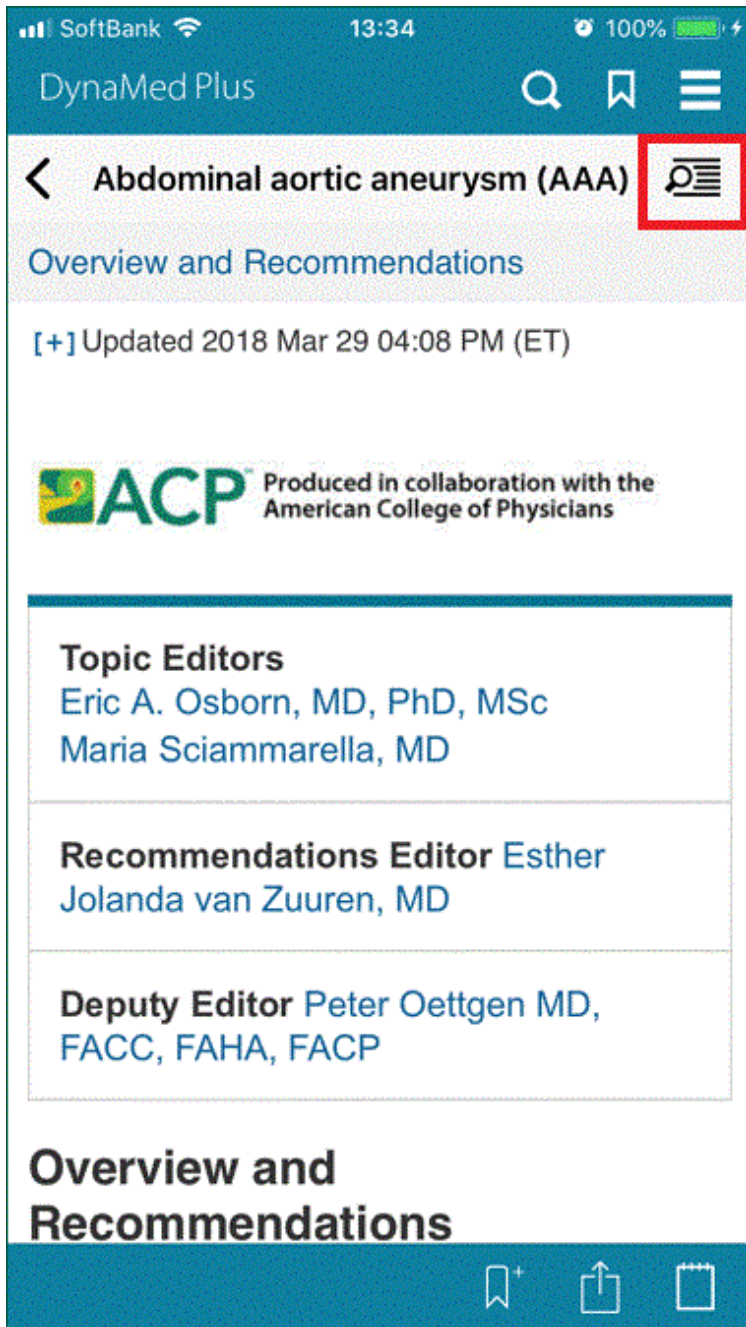 SoftBank 13:34 100%
DynaMed Plus
Abdominal aortic aneurysm (AAA)
Overview and Recommendations
[+] Updated 2018 Mar 29 04:08 PM (ET)
ACP Produced in collaboration with the
American College of Physicians
Topic Editors
Eric A. Osborn, MD, PhD, MSc
Maria Sciammarella, MD
Recommendations Editor Esther
Jolanda van Zuuren, MD
Deputy Editor Peter Oettgen MD,
FACC, FAHA, FACP
Overview and
Recommendations